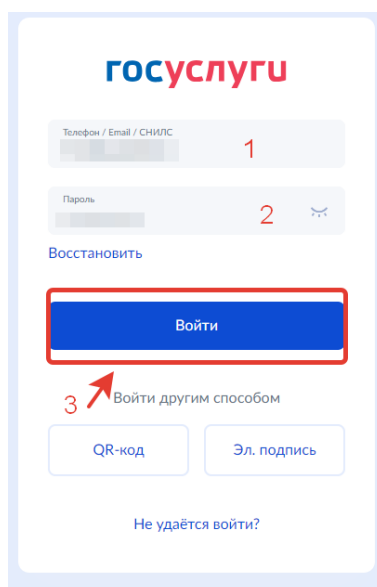 госуслуги
Телефон / Email / СНИЛС
1
Пароль
2
Восстановить
Войти
3
Войти другим способом
QR-код
Эл. подпись
Не удаётся войти?